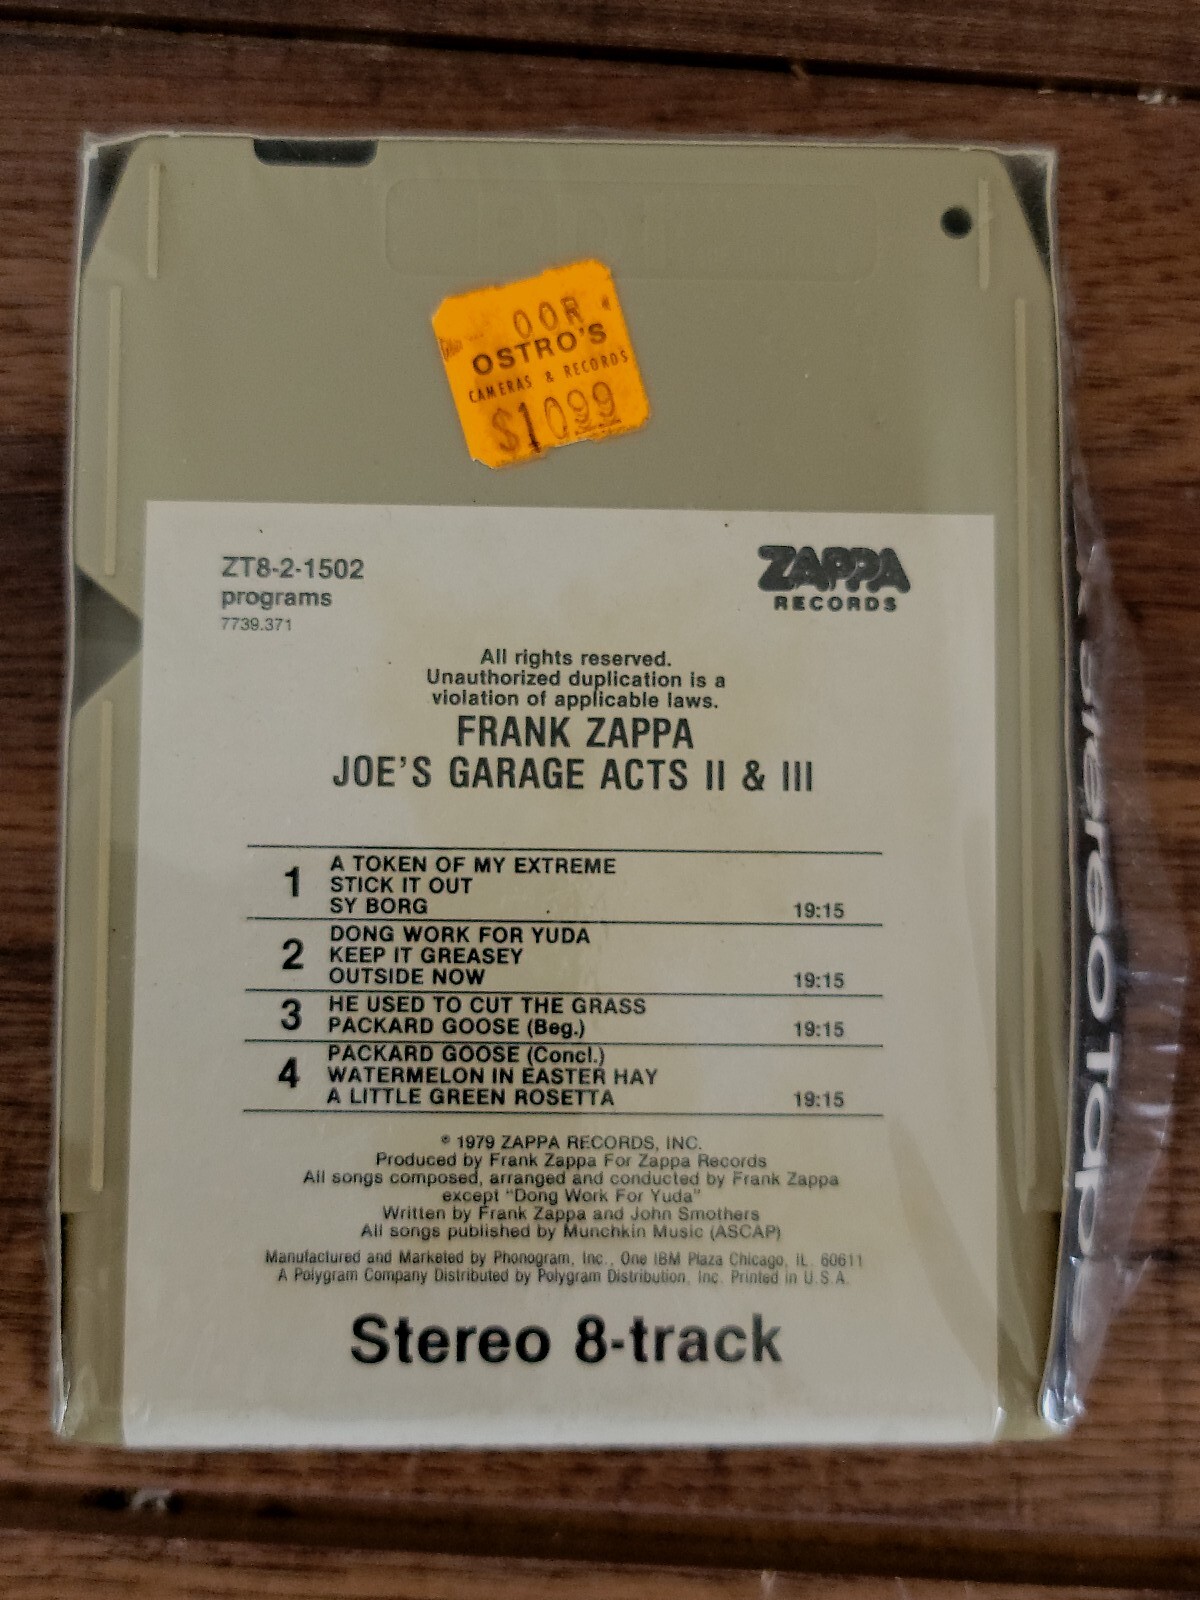 00R
OSTRO'S
CAMERAS & RECORDS
$1099
ZT8-2-1502
programs
7739.371
ZAPPA
RECORDS
All rights reserved.
Unauthorized duplication is a
violation of applicable laws.
FRANK ZAPPA
JOE'S GARAGE ACTS II & III
1 A TOKEN OF MY EXTREME
STICK IT OUT
SY BORG 19:15
2 DONG WORK FOR YUDA
KEEP IT GREASEY
OUTSIDE NOW 19:15
3 HE USED TO CUT THE GRASS
PACKARD GOOSE (Beg.) 19:15
4 PACKARD GOOSE (Concl.)
WATERMELON IN EASTER HAY
A LITTLE GREEN ROSETTA 19:15
℗ 1979 ZAPPA RECORDS, INC.
Produced by Frank Zappa For Zappa Records
All songs composed, arranged and conducted by Frank Zappa
except "Dong Work For Yuda"
Written by Frank Zappa and John Smothers
All songs published by Munchkin Music (ASCAP)
Manufactured and Marketed by Phonogram, Inc., One IBM Plaza Chicago, IL. 60611
A Polygram Company Distributed by Polygram Distribution, Inc. Printed in U.S.A.
Stereo 8-track
Stereo Tape